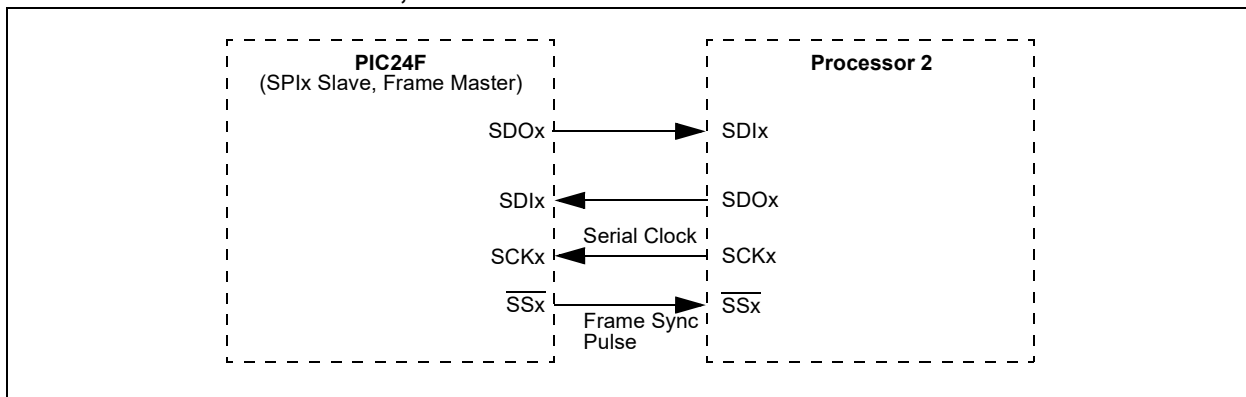 PIC24F
(SPIx Slave, Frame Master)
Processor 2
SDOx
SDIx
SDIx
SDOx
Serial Clock
SCKx
SCKx
SSx
SSx
Frame Sync
Pulse